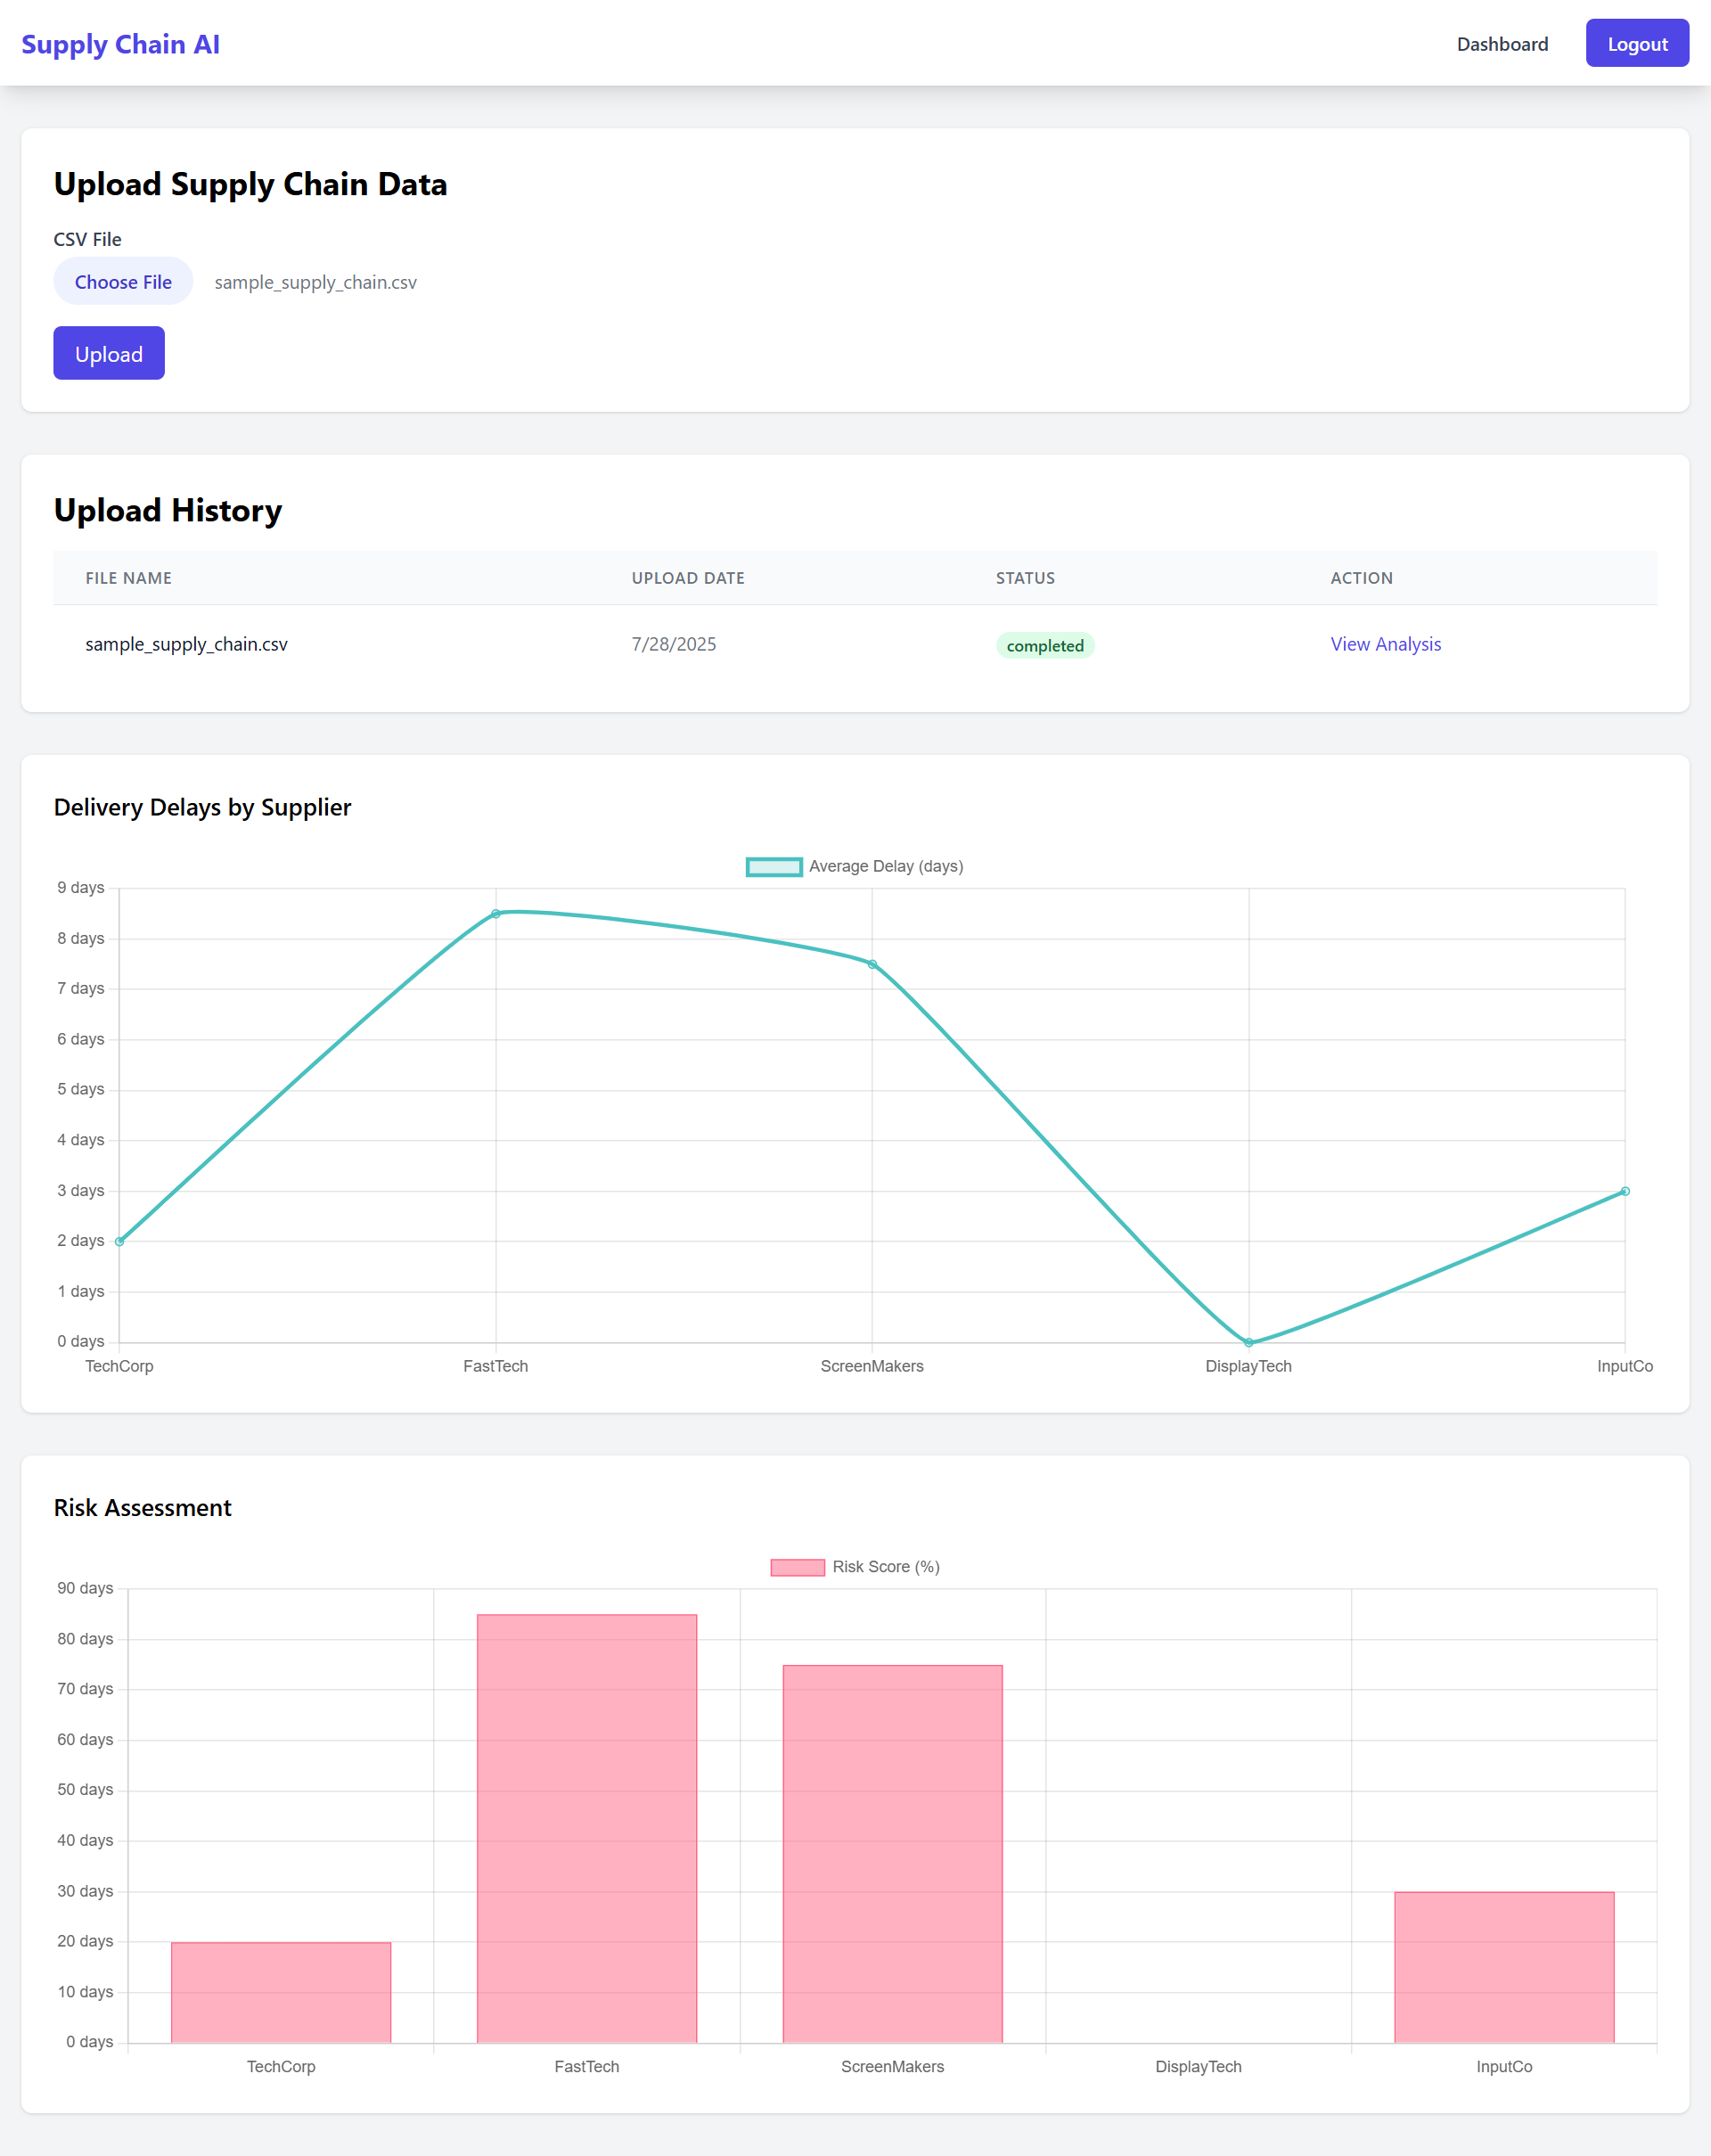 Supply Chain AI
Dashboard
Logout
Upload Supply Chain Data
CSV File
Choose File sample_supply_chain.csv
Upload
Upload History
FILE NAME UPLOAD DATE STATUS ACTION
sample_supply_chain.csv 7/28/2025 completed View Analysis
Delivery Delays by Supplier
Average Delay (days)
9 days
8 days
7 days
6 days
5 days
4 days
3 days
2 days
1 days
0 days
TechCorp FastTech ScreenMakers DisplayTech InputCo
Risk Assessment
Risk Score (%)
90 days
80 days
70 days
60 days
50 days
40 days
30 days
20 days
10 days
0 days
TechCorp FastTech ScreenMakers DisplayTech InputCo